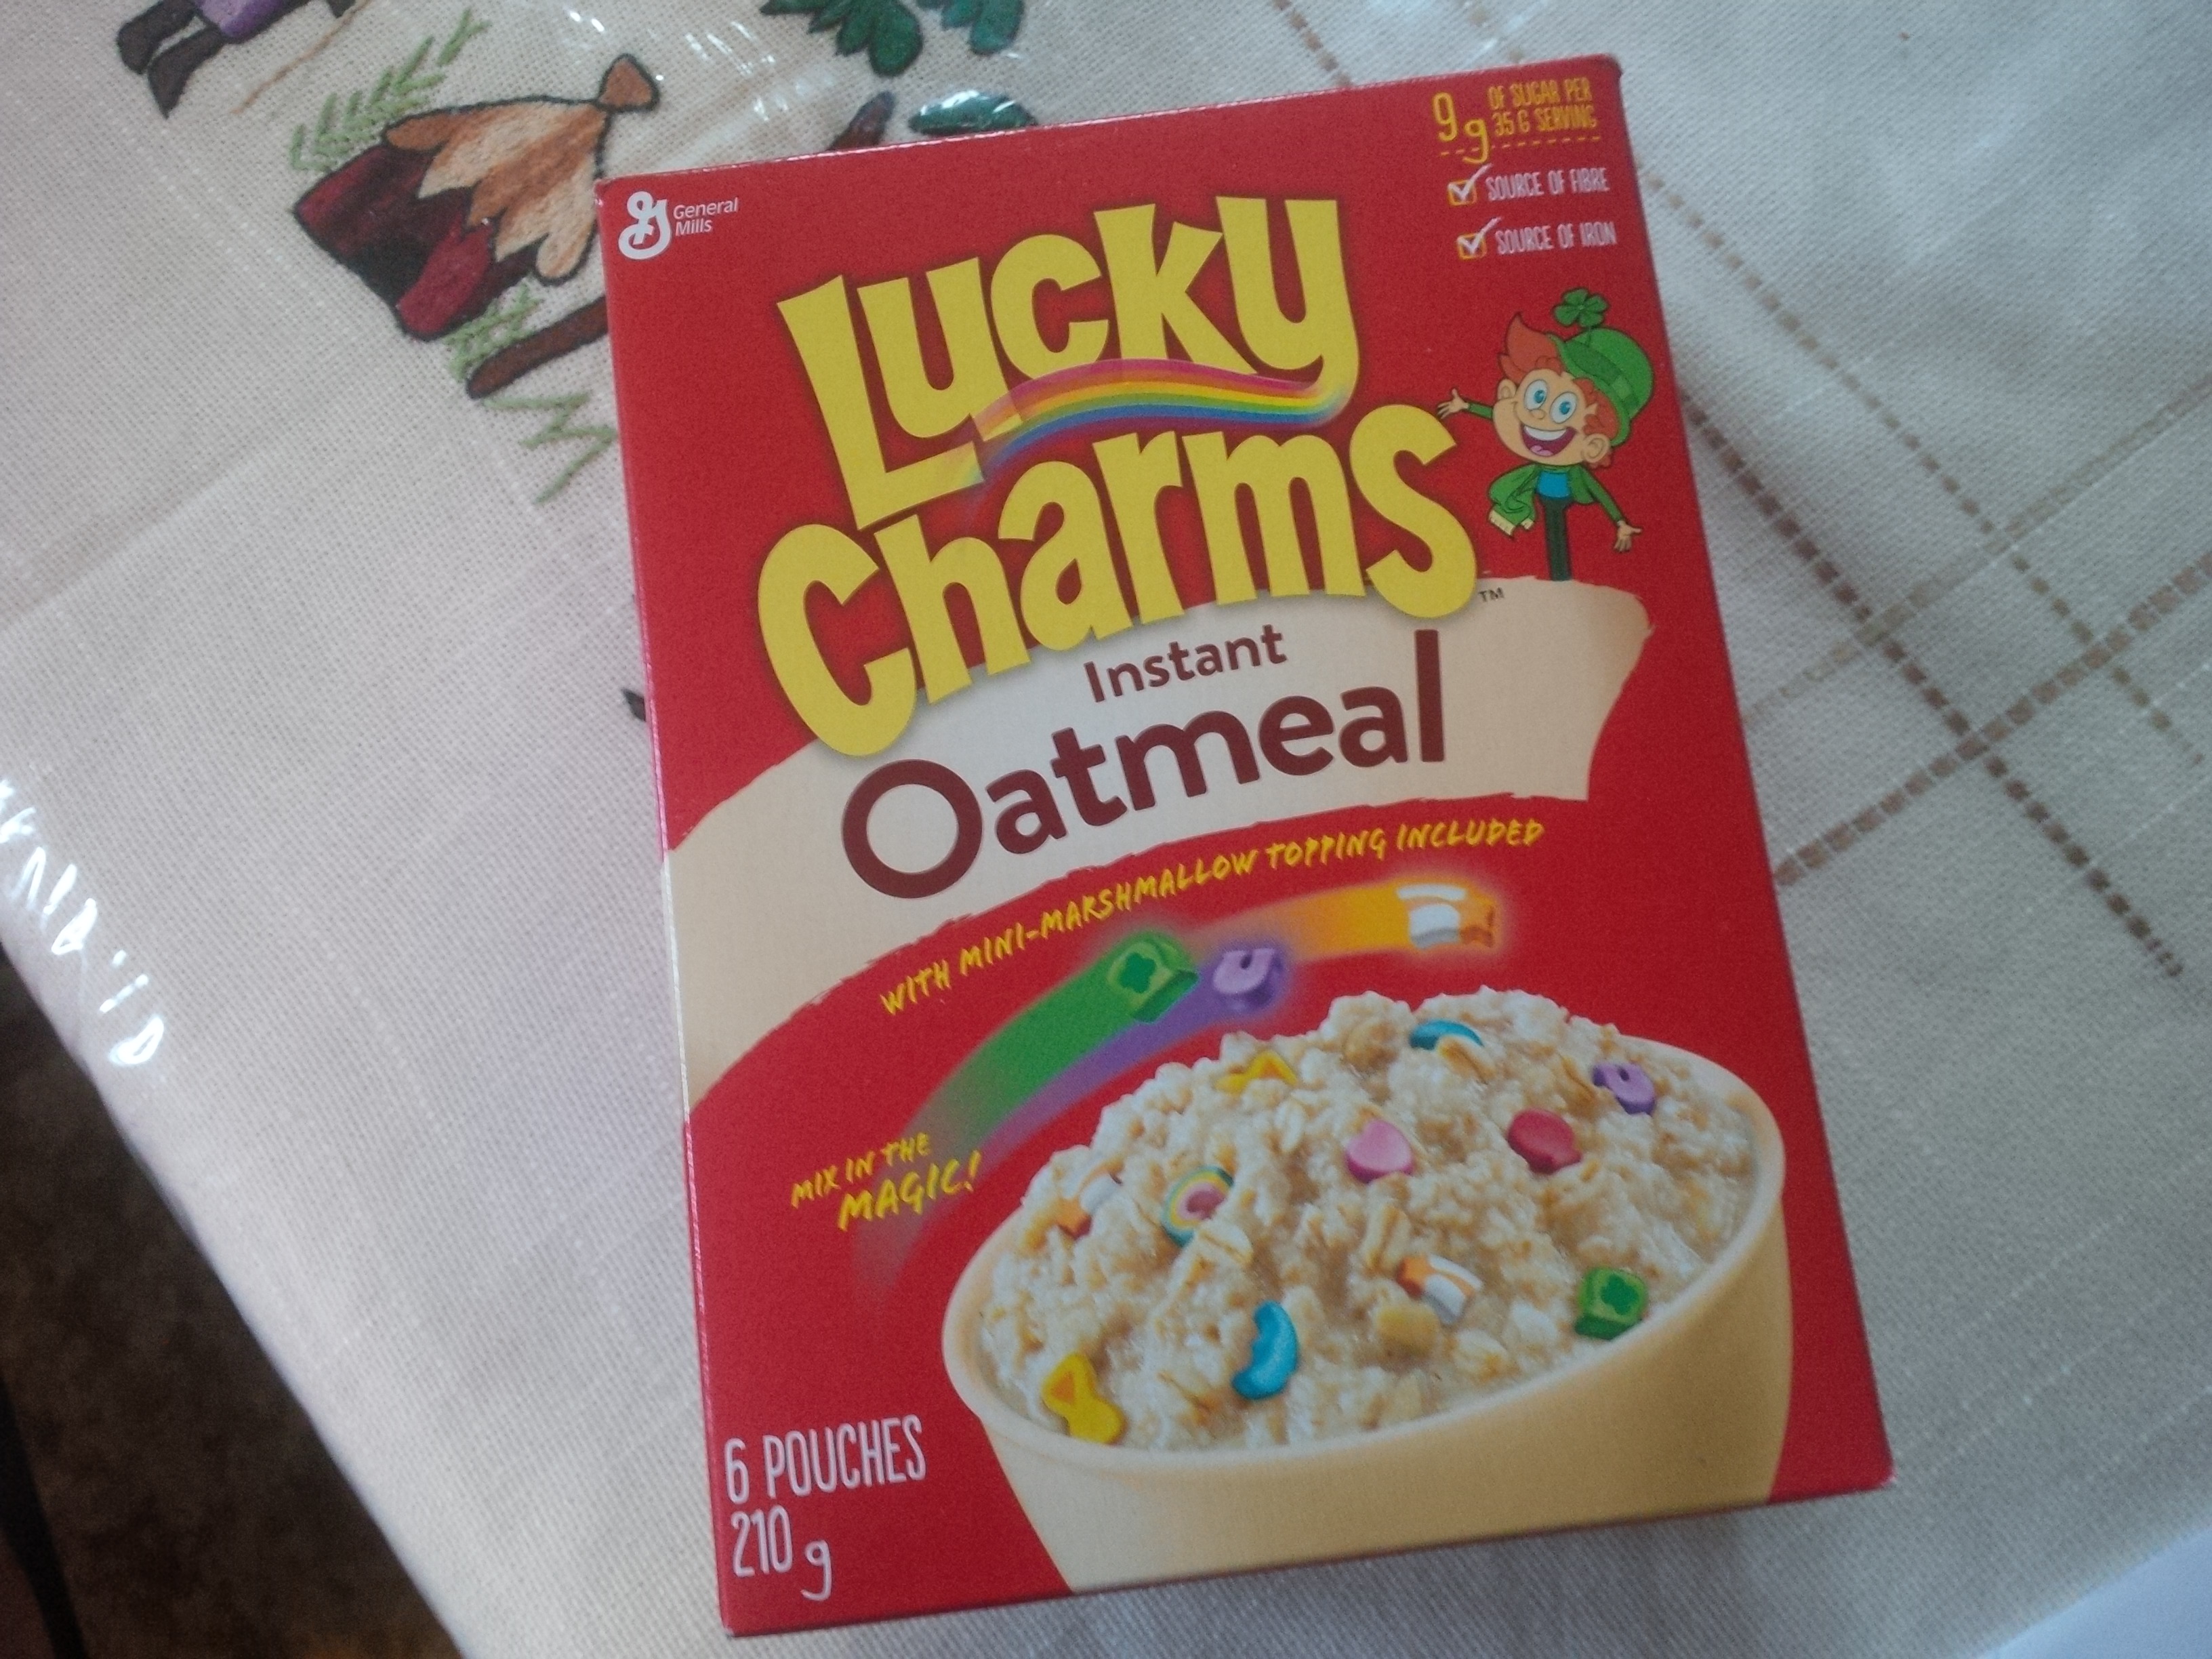 General
Mills
9g OF SUGAR PER
35 G SERVING
SOURCE OF FIBRE
SOURCE OF IRON
Lucky
Charms
TM
Instant
Oatmeal
WITH MINI-MARSHMALLOW TOPPING INCLUDED
MIX IN THE
MAGIC!
6 POUCHES
210 g